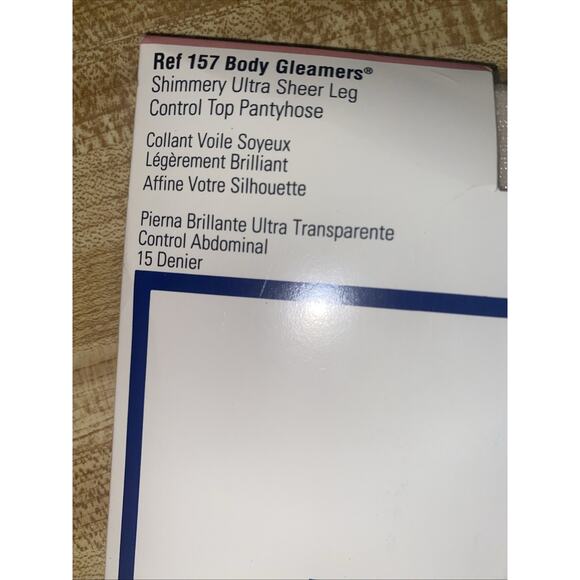 Ref 157 Body Gleamers®
Shimmery Ultra Sheer Leg
Control Top Pantyhose
Collant Voile Soyeux
Légèrement Brilliant
Affine Votre Silhouette
Pierna Brillante Ultra Transparente
Control Abdominal
15 Denier